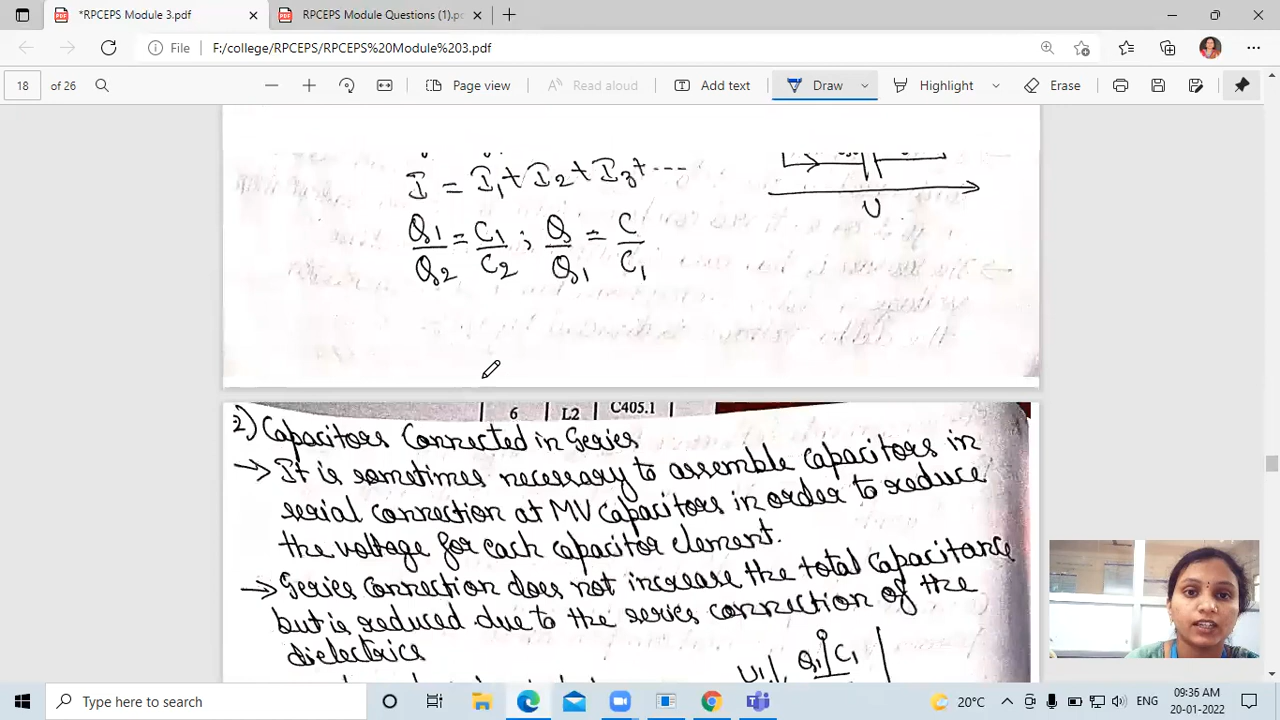 *RPCEPS Module 3.pdf
RPCEPS Module Questions (1).pc
File
F:/college/RPCEPS/RPCEPS%20Module%203.pdf
18 of 26
Page view
Read aloud
Add text
Draw
Highlight
Erase
I = I1 + I2 + I3 + ---
Q1/Q2 = C1/C2 ; Q/Q1 = C/C1
U
6 L2 C405.1
2) Capacitors Connected in Series
→ It is sometimes necessary to assemble capacitors in
serial connection at MV capacitors in order to reduce
the voltage for each capacitor element.
→ Series connection does not increase the total capacitance
but is reduced due to the series connection of the
dielectrics
U1 Q1 C1
Type here to search
20°C
ENG
09:36 AM
20-01-2022